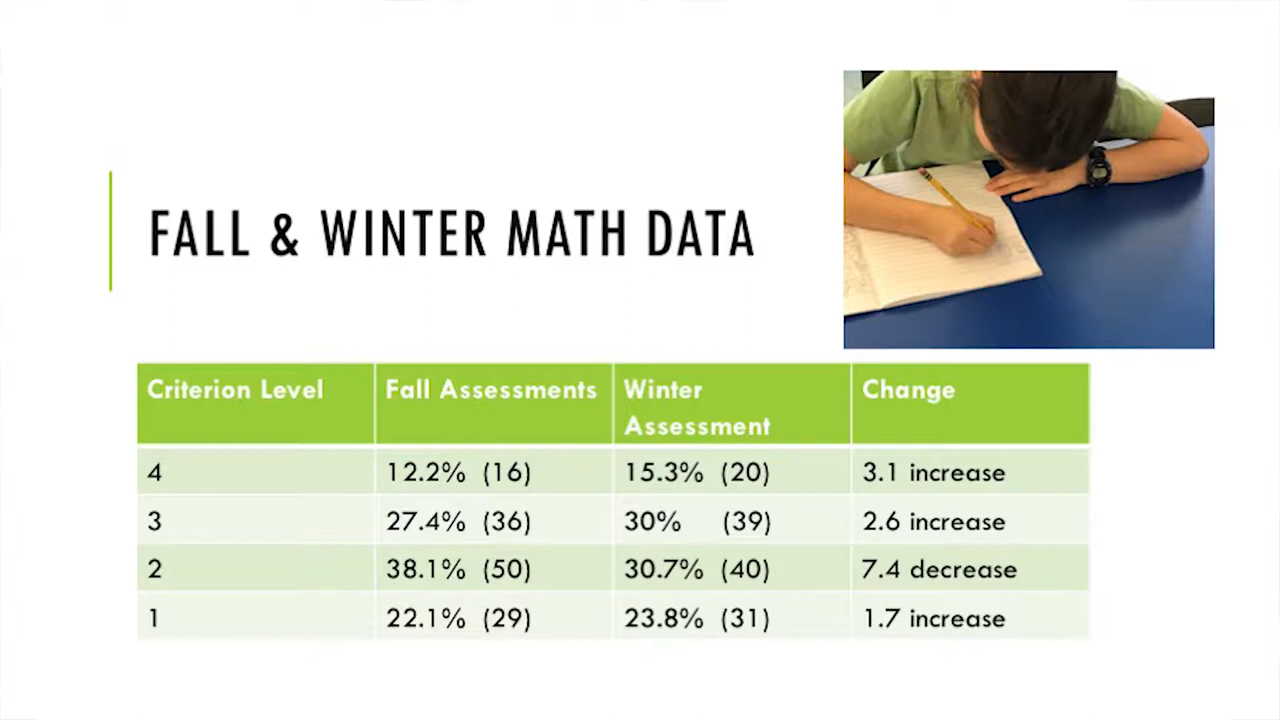 FALL & WINTER MATH DATA
Criterion Level Fall Assessments Winter Assessment Change
4 12.2% (16) 15.3% (20) 3.1 increase
3 27.4% (36) 30% (39) 2.6 increase
2 38.1% (50) 30.7% (40) 7.4 decrease
1 22.1% (29) 23.8% (31) 1.7 increase